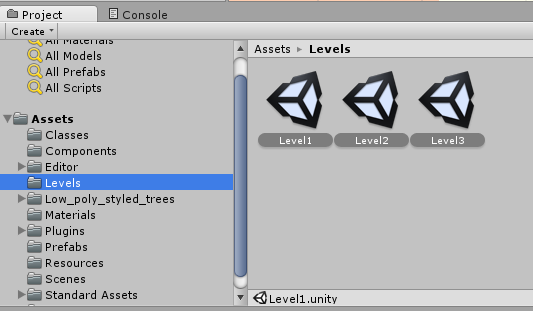 Project
Console
Create
All Materials
All Models
All Prefabs
All Scripts
Assets
Classes
Components
Editor
Levels
Low_poly_styled_trees
Materials
Plugins
Prefabs
Resources
Scenes
Standard Assets
Assets Levels
Level1 Level2 Level3
Level1.unity